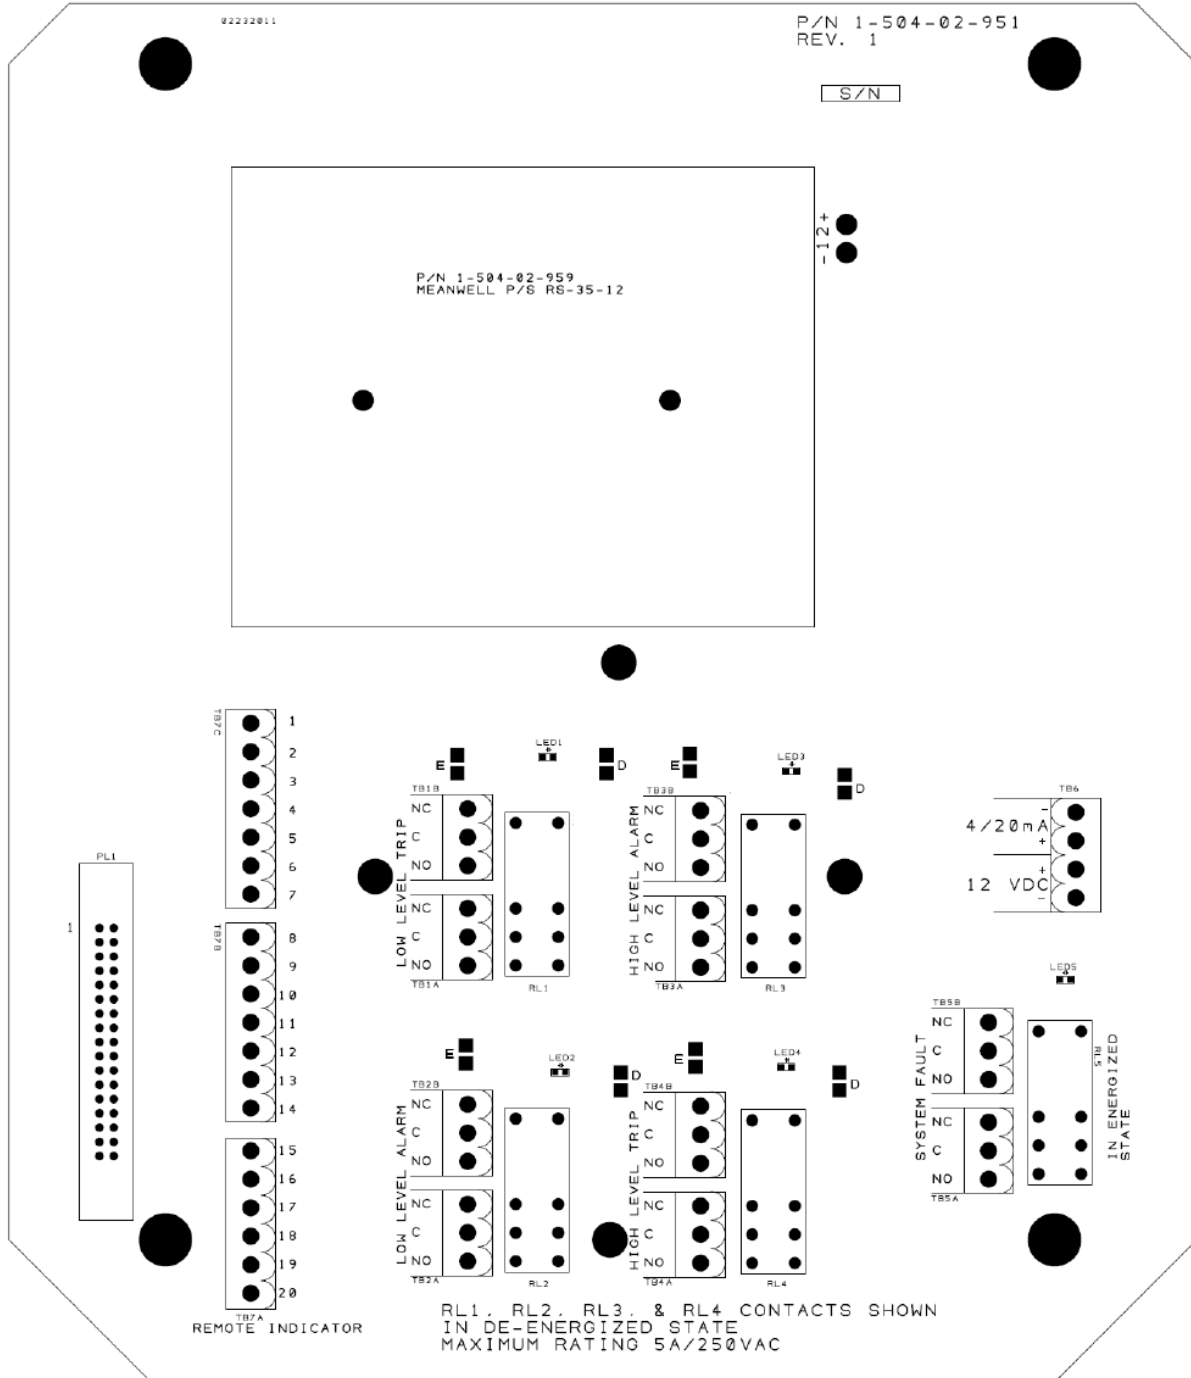 02232011
P/N 1-504-02-951
REV. 1
S/N
-12+
P/N 1-504-02-959
MEANWELL P/S RS-35-12
TB7C
1
2
3
4
5
6
7
TB7B
8
9
10
11
12
13
14
15
16
17
18
19
20
TB7A
REMOTE INDICATOR
PL1
1
E
LED1
D
TB1B
NC
C
NO
NC
C
NO
TB1A
LOW LEVEL TRIP
RL1
E
LED3
D
TB3B
NC
C
NO
NC
C
NO
TB3A
HIGH LEVEL ALARM
RL3
TB6
-
4/20mA
+
+
12 VDC
-
E
LED2
D
TB2B
NC
C
NO
NC
C
NO
TB2A
LOW LEVEL ALARM
RL2
E
LED4
D
TB4B
NC
C
NO
NC
C
NO
TB4A
HIGH LEVEL TRIP
RL4
LED5
TB5B
NC
C
NO
NC
C
NO
TB5A
SYSTEM FAULT
RL5
IN ENERGIZED
STATE
RL1, RL2, RL3, & RL4 CONTACTS SHOWN
IN DE-ENERGIZED STATE
MAXIMUM RATING 5A/250VAC